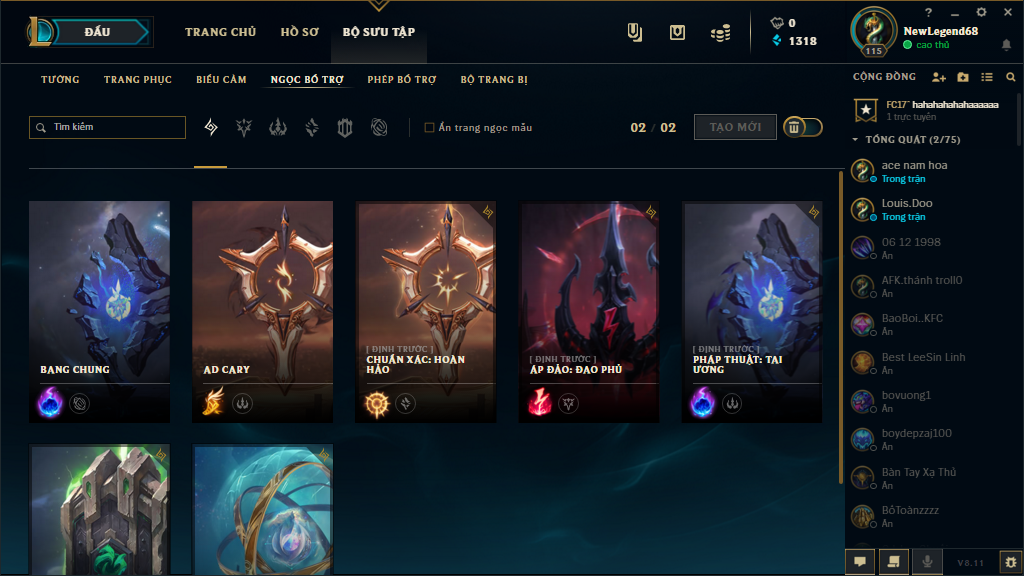 ĐẤU
TRANG CHỦ
HỒ SƠ
BỘ SƯU TẬP
0
1318
115
?
NewLegend68
cao thủ
TƯỚNG
TRANG PHỤC
BIỂU CẢM
NGỌC BỔ TRỢ
PHÉP BỔ TRỢ
BỘ TRANG BỊ
Tìm kiếm
Ẩn trang ngọc mẫu
02 / 02
TẠO MỚI
BANG CHUNG
AD CARY
[ ĐỊNH TRƯỚC ]
CHUẨN XÁC: HOÀN
HẢO
[ ĐỊNH TRƯỚC ]
ÁP ĐẢO: ĐAO PHỦ
[ ĐỊNH TRƯỚC ]
PHÁP THUẬT: TAI
ƯƠNG
CỘNG ĐỒNG
FC17˜ hahahahahahaaaaaa
1 trực tuyến
TỔNG QUÁT (2/75)
ace nam hoa
Trong trận
Louis.Doo
Trong trận
06 12 1998
Ẩn
AFK.thánh troll0
Ẩn
BaoBoi..KFC
Ẩn
Best LeeSin Linh
Ẩn
bovuong1
Ẩn
boydepzaj100
Ẩn
Bàn Tay Xạ Thủ
Ẩn
BôToànzzzz
Ẩn
V8.11